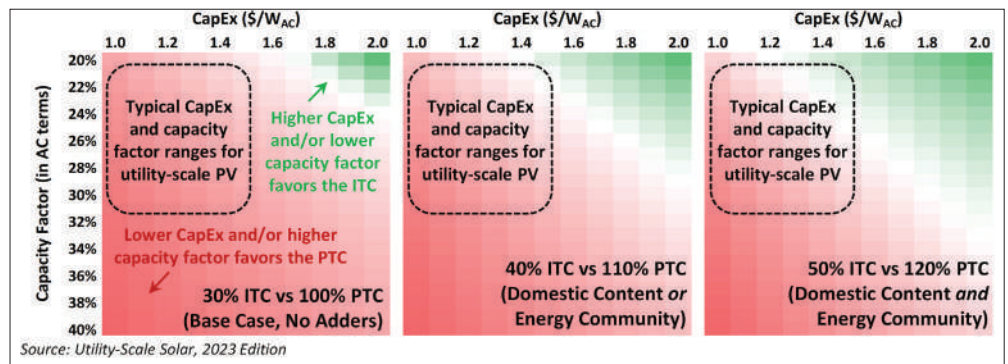 CapEx ($/WAC)
CapEx ($/WAC)
CapEx ($/WAC)
1.0 1.2 1.4 1.6 1.8 2.0
1.0 1.2 1.4 1.6 1.8 2.0
1.0 1.2 1.4 1.6 1.8 2.0
Capacity Factor (in AC terms)
20%
22%
24%
26%
28%
30%
32%
34%
36%
38%
40%
Typical CapEx
and capacity
factor ranges for
utility-scale PV
Higher CapEx
and/or lower
capacity factor
favors the ITC
Lower CapEx and/or higher
capacity factor favors the PTC
30% ITC vs 100% PTC
(Base Case, No Adders)
Typical CapEx
and capacity
factor ranges for
utility-scale PV
40% ITC vs 110% PTC
(Domestic Content or
Energy Community)
Typical CapEx
and capacity
factor ranges for
utility-scale PV
50% ITC vs 120% PTC
(Domestic Content and
Energy Community)
Source: Utility-Scale Solar, 2023 Edition